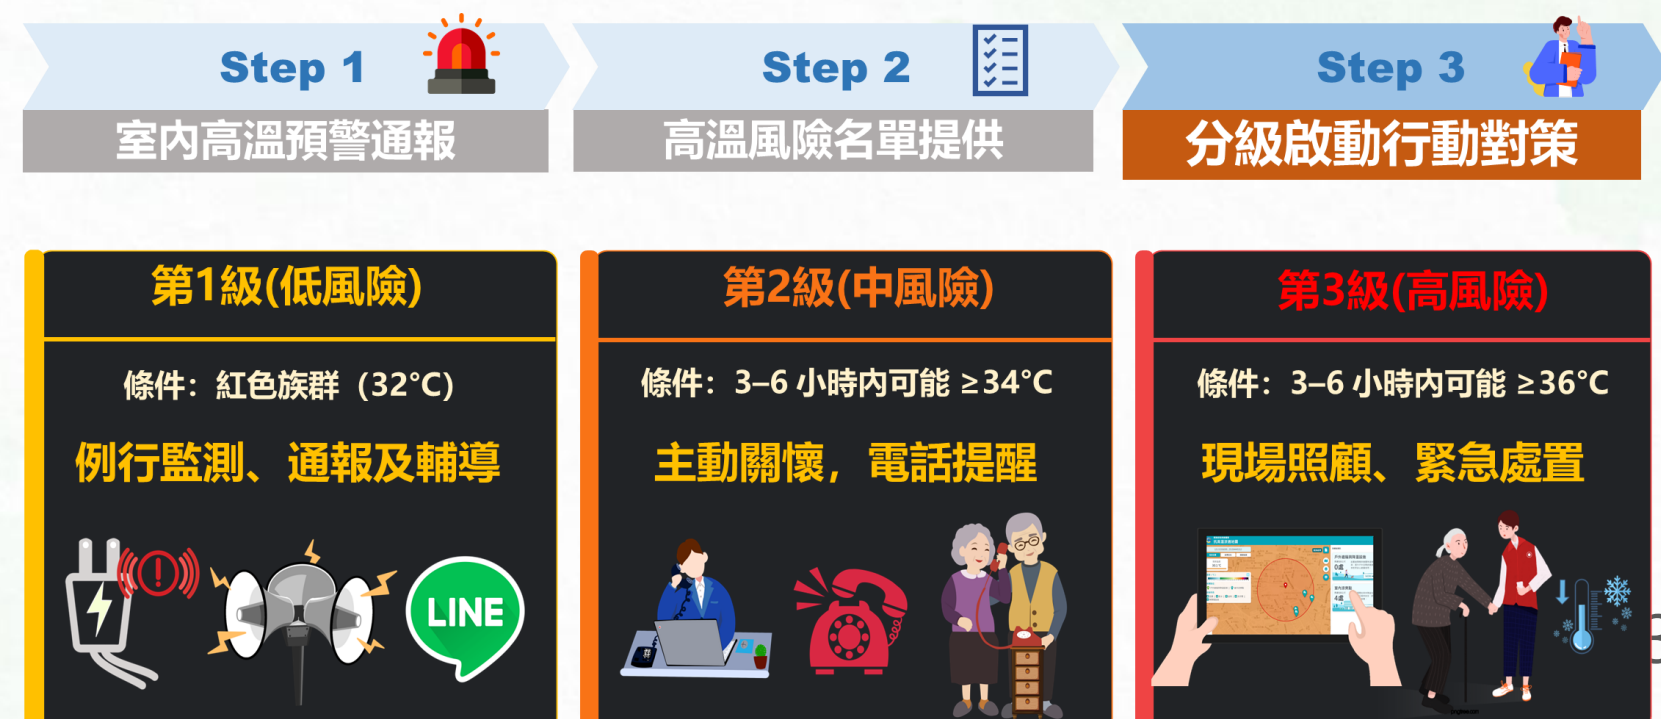 Step 1
Step 2
Step 3
室內高溫預警通報
高溫風險名單提供
分級啟動行動對策
第1級(低風險)
條件：紅色族群（32°C）
例行監測、通報及輔導
LINE
第2級(中風險)
條件：3–6 小時內可能 ≥34°C
主動關懷，電話提醒
第3級(高風險)
條件：3–6 小時內可能 ≥36°C
現場照顧、緊急處置
0處
4處